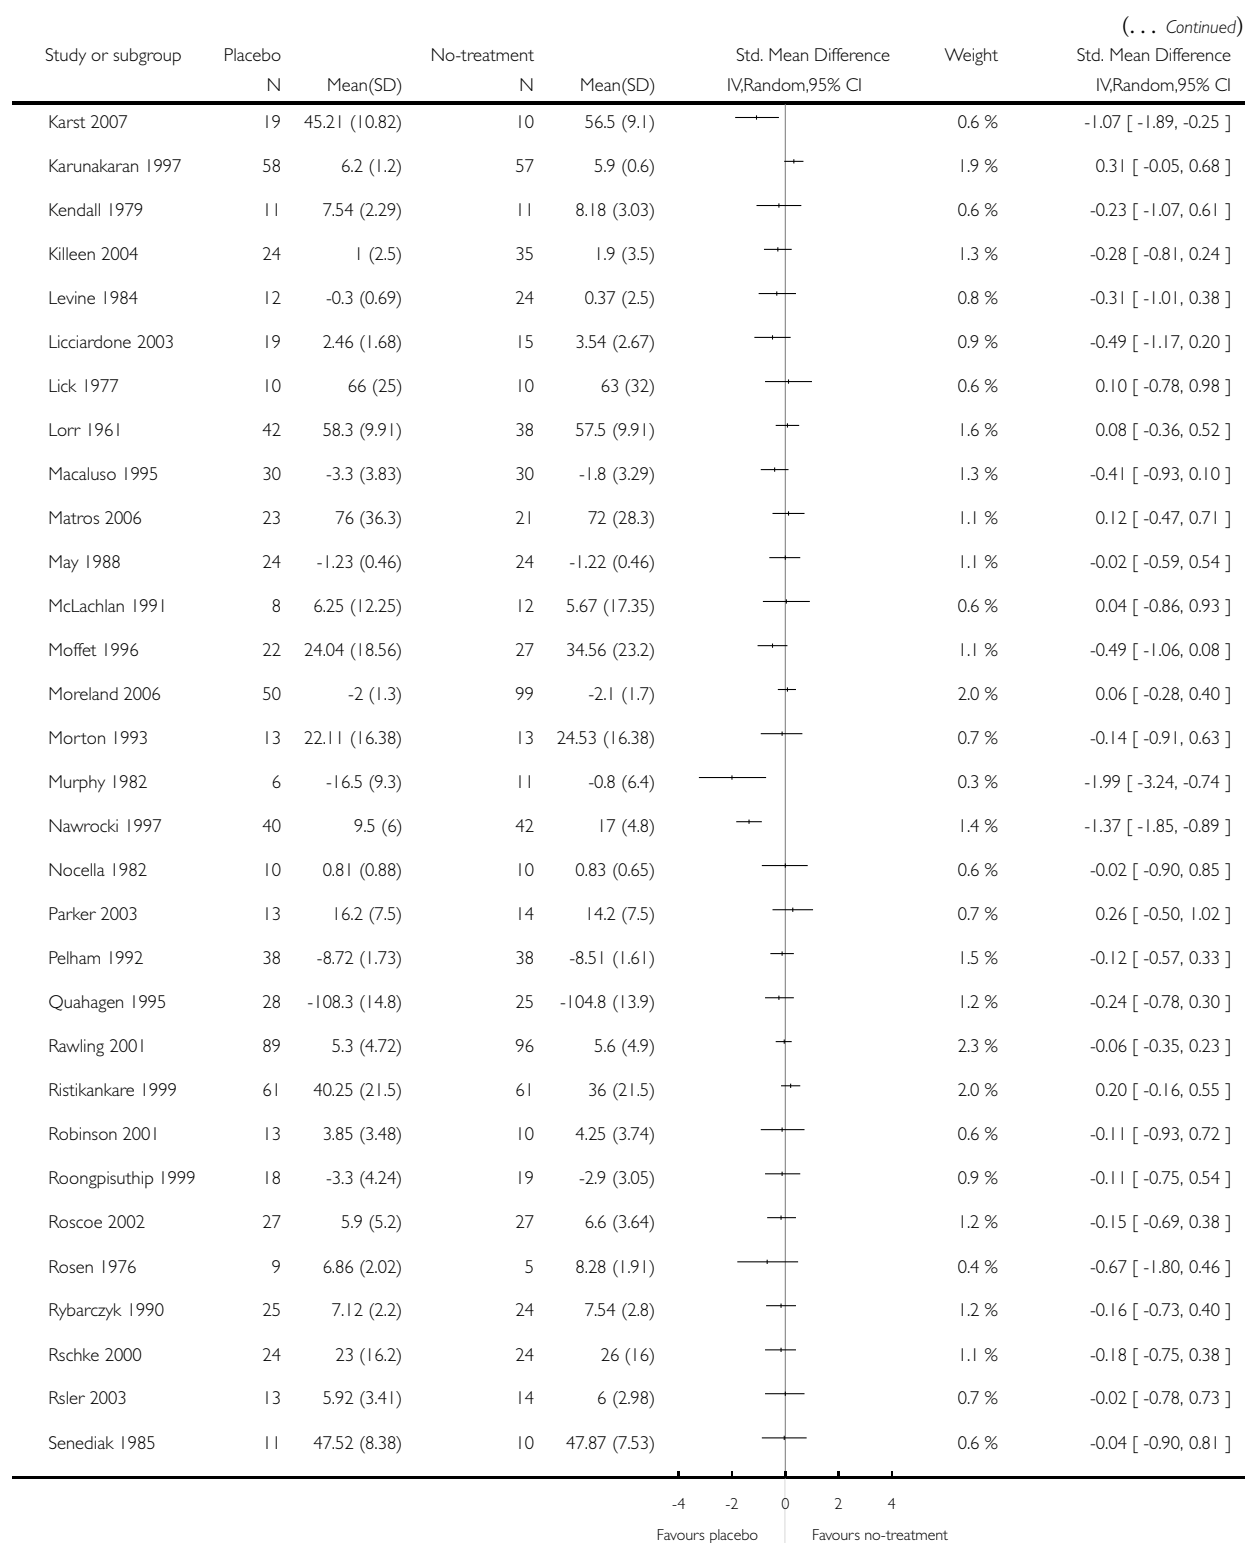 (... Continued)
Study or subgroup Placebo No-treatment Std. Mean Difference Weight Std. Mean Difference
N Mean(SD) N Mean(SD) IV,Random,95% CI IV,Random,95% CI
Karst 2007 19 45.21 (10.82) 10 56.5 (9.1) 0.6 % -1.07 [ -1.89, -0.25 ]
Karunakaran 1997 58 6.2 (1.2) 57 5.9 (0.6) 1.9 % 0.31 [ -0.05, 0.68 ]
Kendall 1979 11 7.54 (2.29) 11 8.18 (3.03) 0.6 % -0.23 [ -1.07, 0.61 ]
Killeen 2004 24 1 (2.5) 35 1.9 (3.5) 1.3 % -0.28 [ -0.81, 0.24 ]
Levine 1984 12 -0.3 (0.69) 24 0.37 (2.5) 0.8 % -0.31 [ -1.01, 0.38 ]
Licciardone 2003 19 2.46 (1.68) 15 3.54 (2.67) 0.9 % -0.49 [ -1.17, 0.20 ]
Lick 1977 10 66 (25) 10 63 (32) 0.6 % 0.10 [ -0.78, 0.98 ]
Lorr 1961 42 58.3 (9.91) 38 57.5 (9.91) 1.6 % 0.08 [ -0.36, 0.52 ]
Macaluso 1995 30 -3.3 (3.83) 30 -1.8 (3.29) 1.3 % -0.41 [ -0.93, 0.10 ]
Matros 2006 23 76 (36.3) 21 72 (28.3) 1.1 % 0.12 [ -0.47, 0.71 ]
May 1988 24 -1.23 (0.46) 24 -1.22 (0.46) 1.1 % -0.02 [ -0.59, 0.54 ]
McLachlan 1991 8 6.25 (12.25) 12 5.67 (17.35) 0.6 % 0.04 [ -0.86, 0.93 ]
Moffet 1996 22 24.04 (18.56) 27 34.56 (23.2) 1.1 % -0.49 [ -1.06, 0.08 ]
Moreland 2006 50 -2 (1.3) 99 -2.1 (1.7) 2.0 % 0.06 [ -0.28, 0.40 ]
Morton 1993 13 22.11 (16.38) 13 24.53 (16.38) 0.7 % -0.14 [ -0.91, 0.63 ]
Murphy 1982 6 -16.5 (9.3) 11 -0.8 (6.4) 0.3 % -1.99 [ -3.24, -0.74 ]
Nawrocki 1997 40 9.5 (6) 42 17 (4.8) 1.4 % -1.37 [ -1.85, -0.89 ]
Nocella 1982 10 0.81 (0.88) 10 0.83 (0.65) 0.6 % -0.02 [ -0.90, 0.85 ]
Parker 2003 13 16.2 (7.5) 14 14.2 (7.5) 0.7 % 0.26 [ -0.50, 1.02 ]
Pelham 1992 38 -8.72 (1.73) 38 -8.51 (1.61) 1.5 % -0.12 [ -0.57, 0.33 ]
Quahagen 1995 28 -108.3 (14.8) 25 -104.8 (13.9) 1.2 % -0.24 [ -0.78, 0.30 ]
Rawling 2001 89 5.3 (4.72) 96 5.6 (4.9) 2.3 % -0.06 [ -0.35, 0.23 ]
Ristikankare 1999 61 40.25 (21.5) 61 36 (21.5) 2.0 % 0.20 [ -0.16, 0.55 ]
Robinson 2001 13 3.85 (3.48) 10 4.25 (3.74) 0.6 % -0.11 [ -0.93, 0.72 ]
Roongpisuthip 1999 18 -3.3 (4.24) 19 -2.9 (3.05) 0.9 % -0.11 [ -0.75, 0.54 ]
Roscoe 2002 27 5.9 (5.2) 27 6.6 (3.64) 1.2 % -0.15 [ -0.69, 0.38 ]
Rosen 1976 9 6.86 (2.02) 5 8.28 (1.91) 0.4 % -0.67 [ -1.80, 0.46 ]
Rybarczyk 1990 25 7.12 (2.2) 24 7.54 (2.8) 1.2 % -0.16 [ -0.73, 0.40 ]
Rschke 2000 24 23 (16.2) 24 26 (16) 1.1 % -0.18 [ -0.75, 0.38 ]
Rsler 2003 13 5.92 (3.41) 14 6 (2.98) 0.7 % -0.02 [ -0.78, 0.73 ]
Senediak 1985 11 47.52 (8.38) 10 47.87 (7.53) 0.6 % -0.04 [ -0.90, 0.81 ]
-4 -2 0 2 4
Favours placebo Favours no-treatment